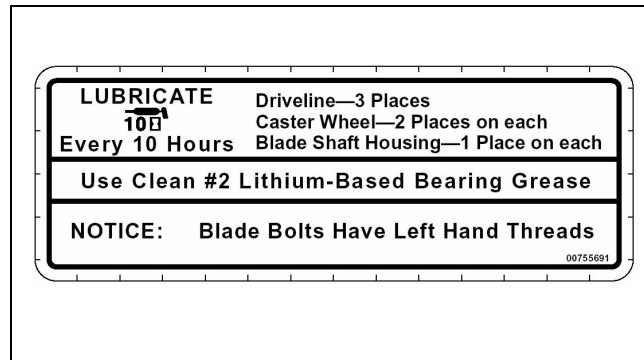 LUBRICATE
10
Every 10 Hours
Driveline—3 Places
Caster Wheel—2 Places on each
Blade Shaft Housing—1 Place on each
Use Clean #2 Lithium-Based Bearing Grease
NOTICE: Blade Bolts Have Left Hand Threads
00755691